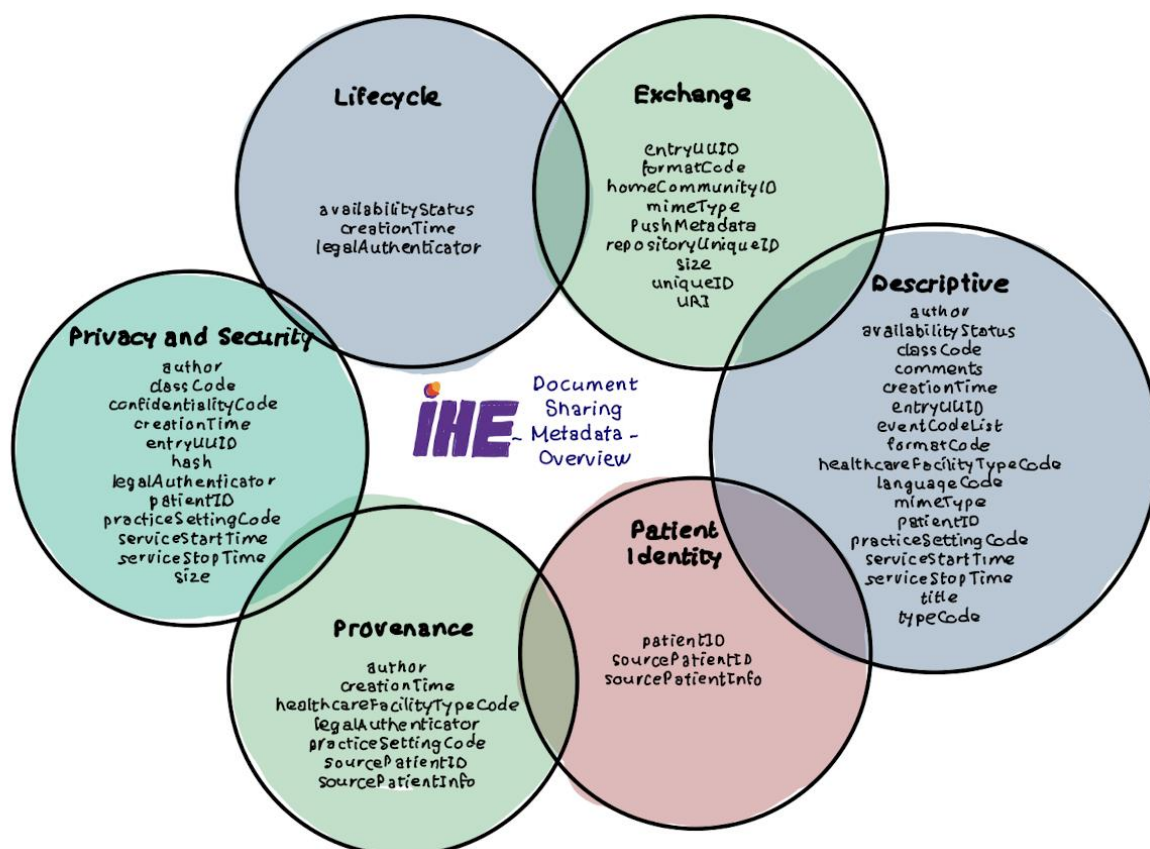 Lifecycle
availabilityStatus
creationTime
legalAuthenticator
Exchange
entryUUID
formatCode
homeCommunityID
mimeType
PushMetadata
repositoryUniqueID
size
uniqueID
URI
Descriptive
author
availabilityStatus
classCode
comments
creationTime
entryUUID
eventCodeList
formatCode
healthcareFacilityTypeCode
languageCode
mimeType
patientID
practiceSettingCode
serviceStartTime
serviceStopTime
title
typeCode
Privacy and Security
author
classCode
confidentialityCode
creationTime
entryUUID
hash
legalAuthenticator
patientID
practiceSettingCode
serviceStartTime
serviceStopTime
size
IHE
Document
Sharing
- Metadata -
Overview
Patient
Identity
patientID
sourcePatientID
sourcePatientInfo
Provenance
author
creationTime
healthcareFacilityTypeCode
legalAuthenticator
practiceSettingCode
sourcePatientID
sourcePatientInfo